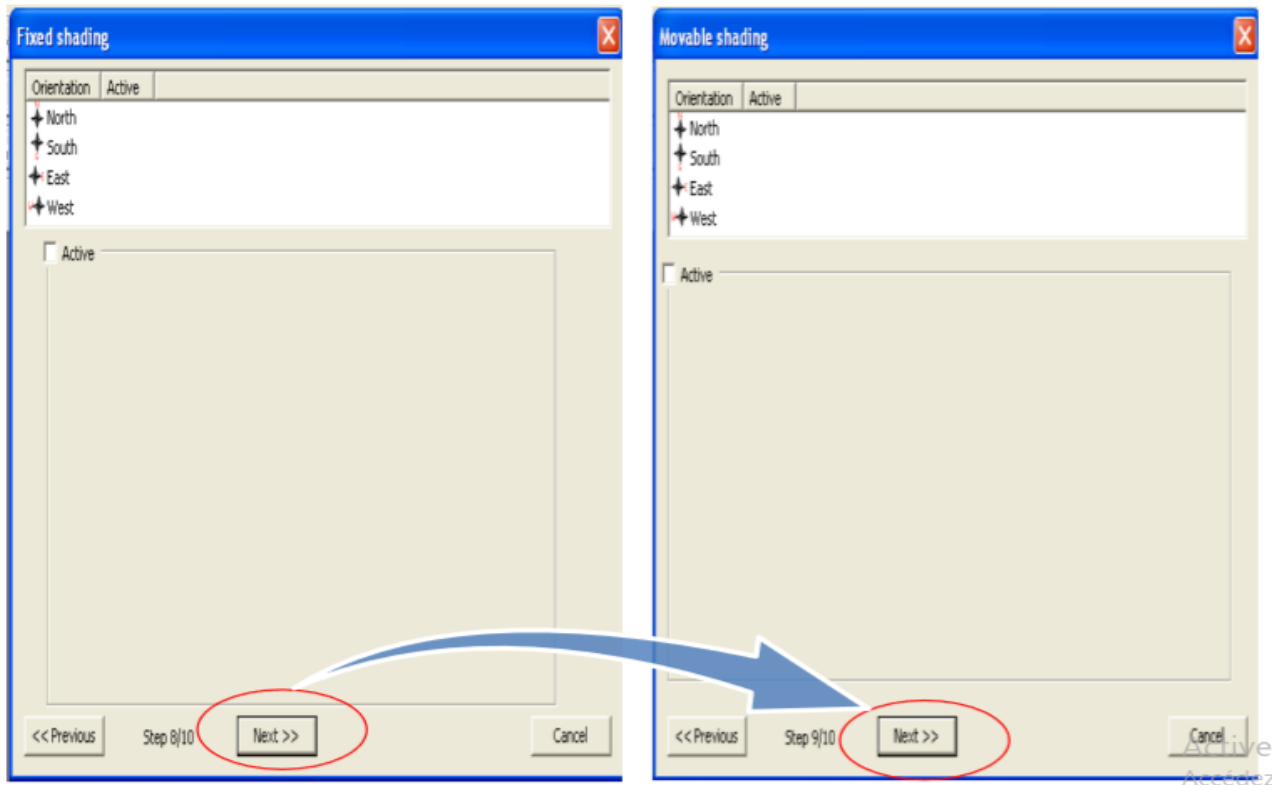 Fixed shading
Orientation Active
North
South
East
West
Active
<< Previous Step 8/10 Next >> Cancel
Movable shading
Orientation Active
North
South
East
West
Active
<< Previous Step 9/10 Next >> Cancel
Active
Accédez